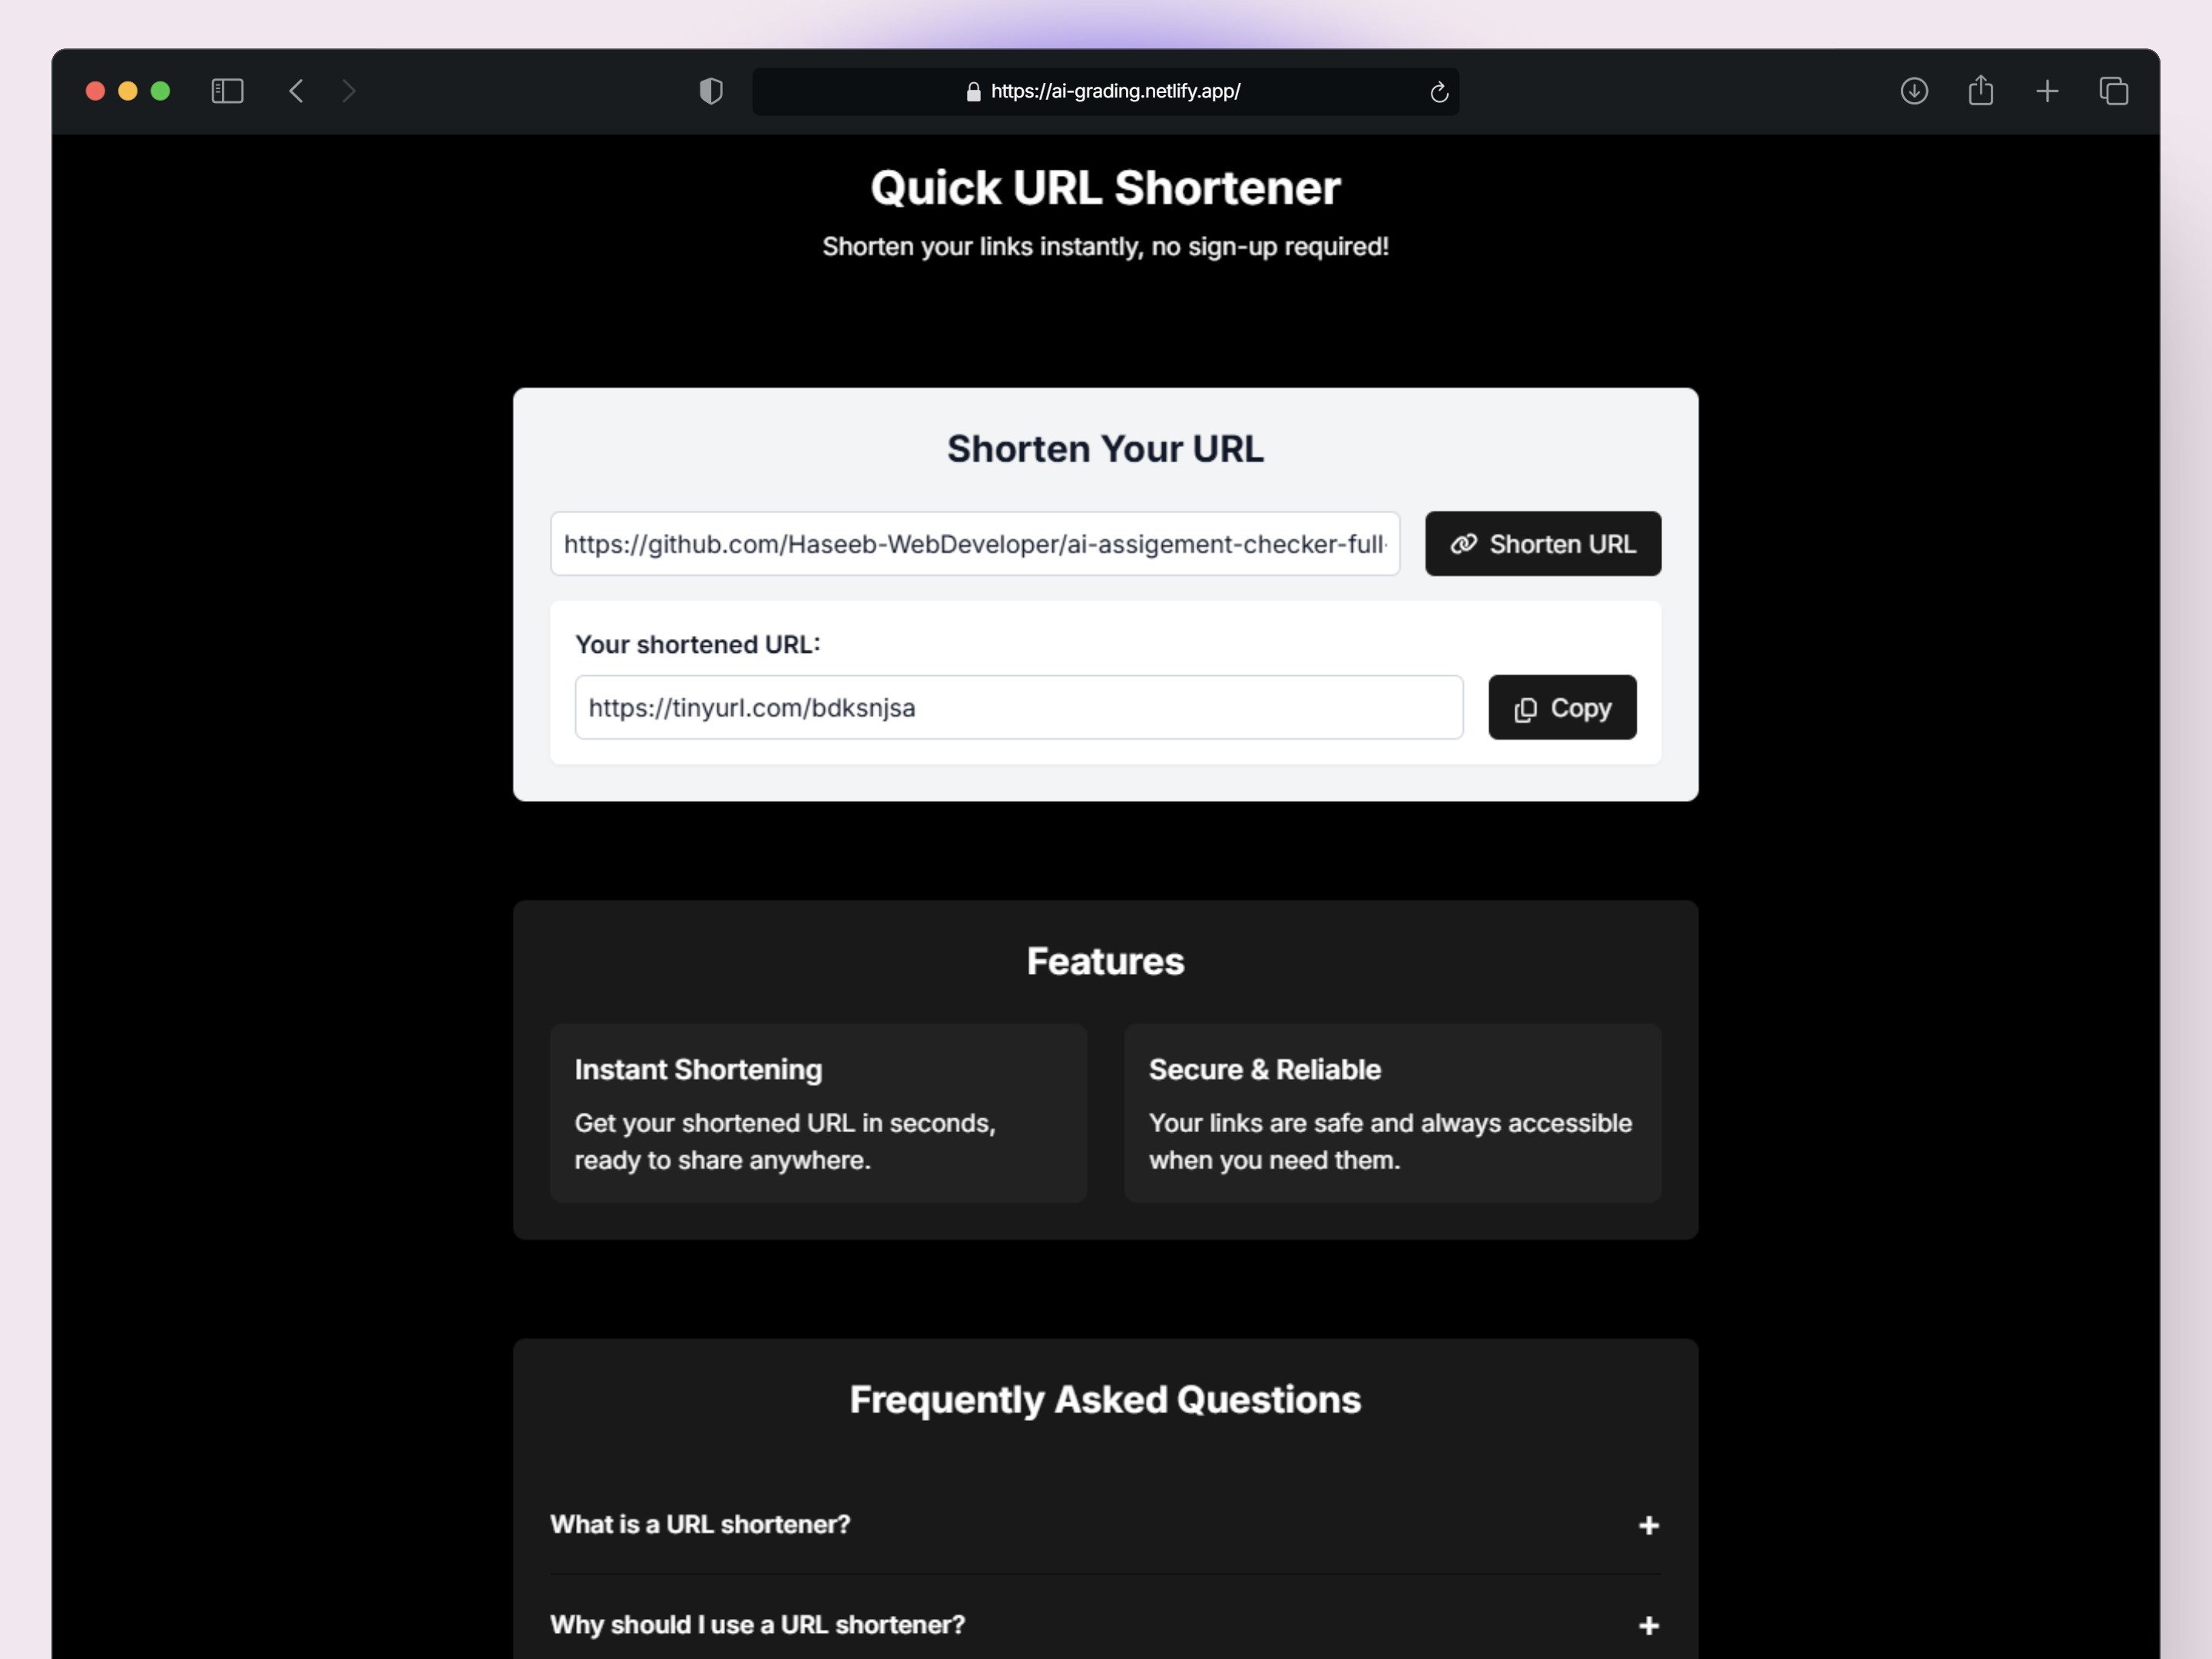 https://ai-grading.netlify.app/
Quick URL Shortener
Shorten your links instantly, no sign-up required!
Shorten Your URL
https://github.com/Haseeb-WebDeveloper/ai-assigement-checker-full-
Shorten URL
Your shortened URL:
https://tinyurl.com/bdksnjsa
Copy
Features
Instant Shortening
Get your shortened URL in seconds,
ready to share anywhere.
Secure & Reliable
Your links are safe and always accessible
when you need them.
Frequently Asked Questions
What is a URL shortener?
+
Why should I use a URL shortener?
+